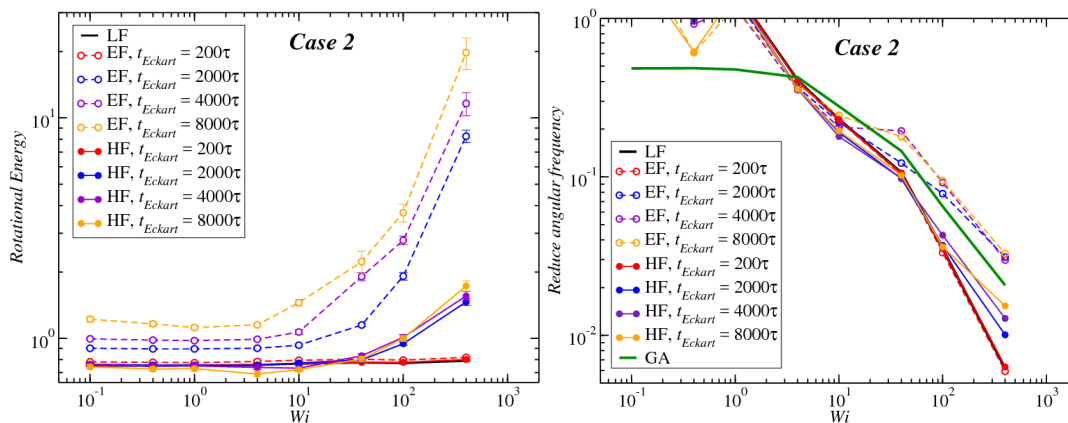 Case 2
LF
EF, t_Eckart = 200τ
EF, t_Eckart = 2000τ
EF, t_Eckart = 4000τ
EF, t_Eckart = 8000τ
HF, t_Eckart = 200τ
HF, t_Eckart = 2000τ
HF, t_Eckart = 4000τ
HF, t_Eckart = 8000τ
Rotational Energy
10^1
10^0
10^-1 10^0 10^1 10^2 10^3
Wi
Case 2
Reduce angular frequency
10^0
10^-1
10^-2
LF
EF, t_Eckart = 200τ
EF, t_Eckart = 2000τ
EF, t_Eckart = 4000τ
EF, t_Eckart = 8000τ
HF, t_Eckart = 200τ
HF, t_Eckart = 2000τ
HF, t_Eckart = 4000τ
HF, t_Eckart = 8000τ
GA
10^-1 10^0 10^1 10^2 10^3
Wi